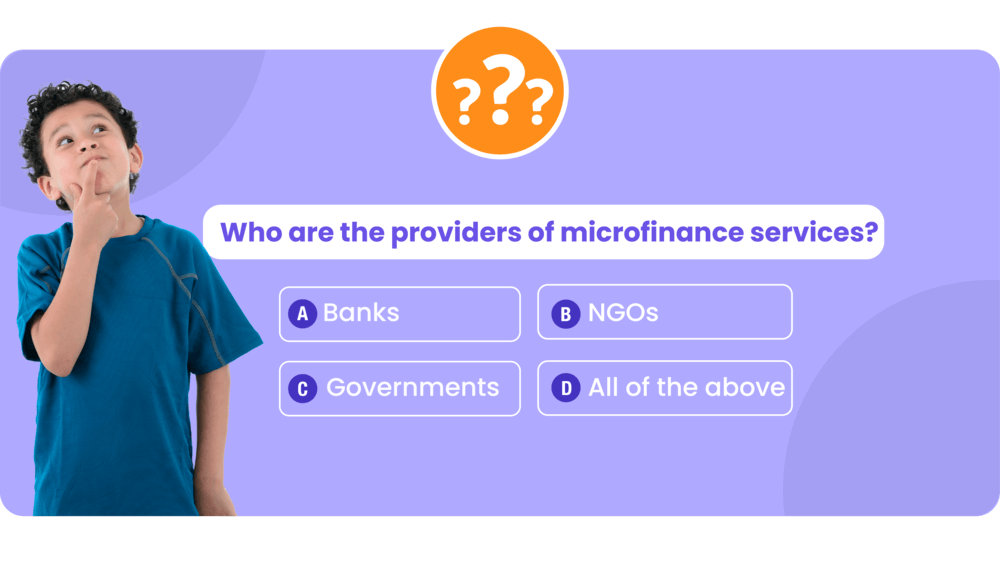 ???
Who are the providers of microfinance services?
A Banks
B NGOs
C Governments
D All of the above